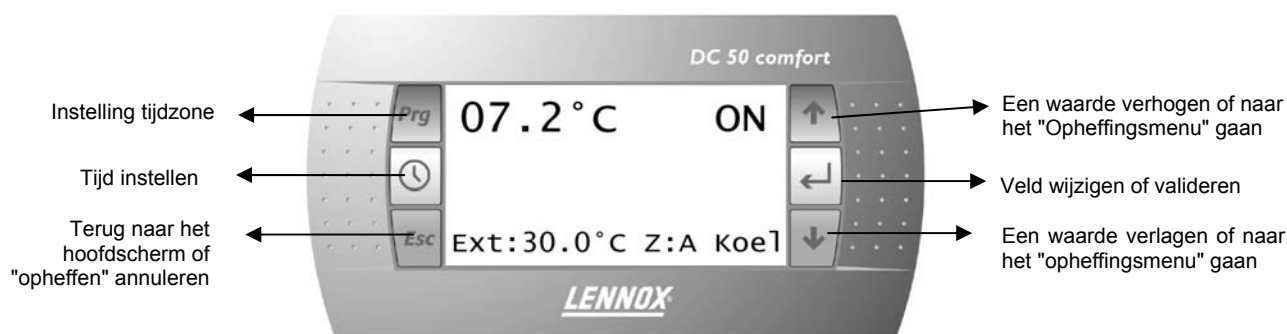 DC 50 comfort
Instelling tijdzone
Prg
07.2°C ON
Een waarde verhogen of naar
het "Opheffingsmenu" gaan
Tijd instellen
Veld wijzigen of valideren
Terug naar het
hoofdscherm of
"opheffen" annuleren
Esc
Ext:30.0°C Z:A Koel
Een waarde verlagen of naar
het "opheffingsmenu" gaan
LENNOX